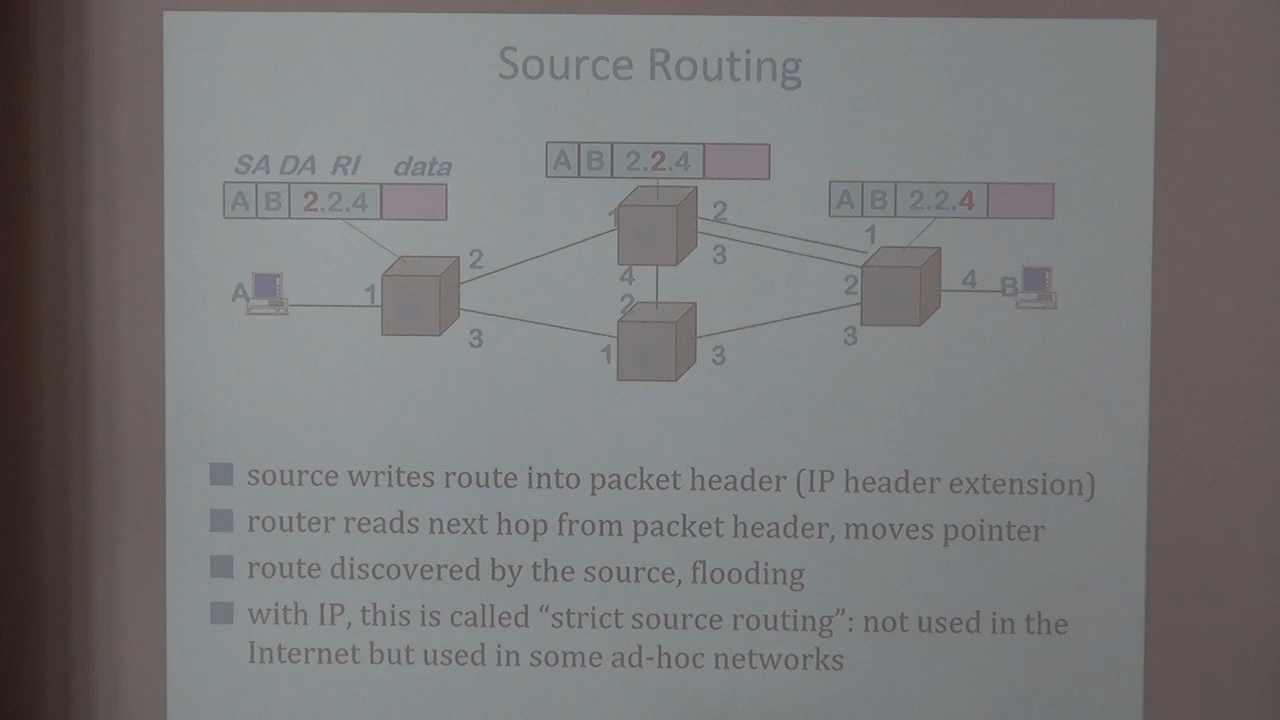 Source Routing
SA DA RI data
A B 2.2.4
A B 2.2.4
A B 2.2.4
A 1 2 3
1 2 3 4
2 1 3
1 2 3 4 B
source writes route into packet header (IP header extension)
router reads next hop from packet header, moves pointer
route discovered by the source, flooding
with IP, this is called “strict source routing”: not used in the
Internet but used in some ad-hoc networks